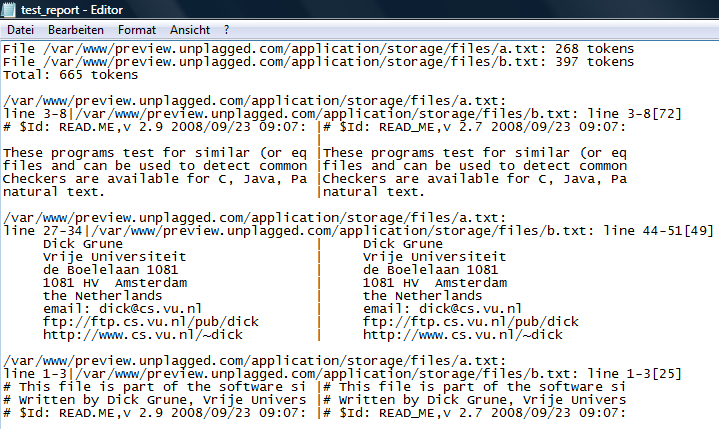 test_report - Editor
Datei Bearbeiten Format Ansicht ?
File /var/www/preview.unplagged.com/application/storage/files/a.txt: 268 tokens
File /var/www/preview.unplagged.com/application/storage/files/b.txt: 397 tokens
Total: 665 tokens
/var/www/preview.unplagged.com/application/storage/files/a.txt:
line 3-8|/var/www/preview.unplagged.com/application/storage/files/b.txt: line 3-8[72]
# $Id: READ.ME,v 2.9 2008/09/23 09:07: |# $Id: READ_ME,v 2.7 2008/09/23 09:07:
|
These programs test for similar (or eq |These programs test for similar (or eq
files and can be used to detect common |files and can be used to detect common
Checkers are available for C, Java, Pa |Checkers are available for C, Java, Pa
natural text. |natural text.
/var/www/preview.unplagged.com/application/storage/files/a.txt:
line 27-34|/var/www/preview.unplagged.com/application/storage/files/b.txt: line 44-51[49]
Dick Grune | Dick Grune
Vrije Universiteit | Vrije Universiteit
de Boelelaan 1081 | de Boelelaan 1081
1081 HV Amsterdam | 1081 HV Amsterdam
the Netherlands | the Netherlands
email: dick@cs.vu.nl | email: dick@cs.vu.nl
ftp://ftp.cs.vu.nl/pub/dick | ftp://ftp.cs.vu.nl/pub/dick
http://www.cs.vu.nl/~dick | http://www.cs.vu.nl/~dick
/var/www/preview.unplagged.com/application/storage/files/a.txt:
line 1-3|/var/www/preview.unplagged.com/application/storage/files/b.txt: line 1-3[25]
# This file is part of the software si |# This file is part of the software si
# Written by Dick Grune, Vrije Univers |# Written by Dick Grune, Vrije Univers
# $Id: READ.ME,v 2.9 2008/09/23 09:07: |# $Id: READ_ME,v 2.7 2008/09/23 09:07: